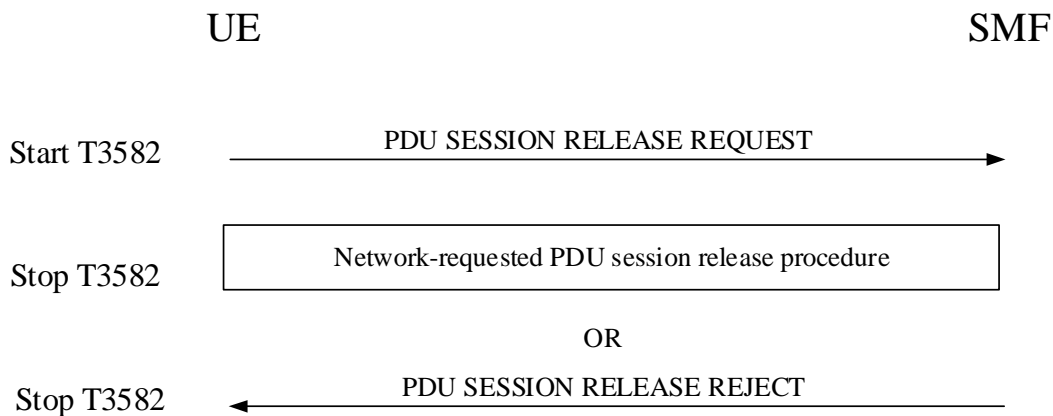 UE SMF
Start T3582 PDU SESSION RELEASE REQUEST
Stop T3582 Network-requested PDU session release procedure
OR
Stop T3582 PDU SESSION RELEASE REJECT